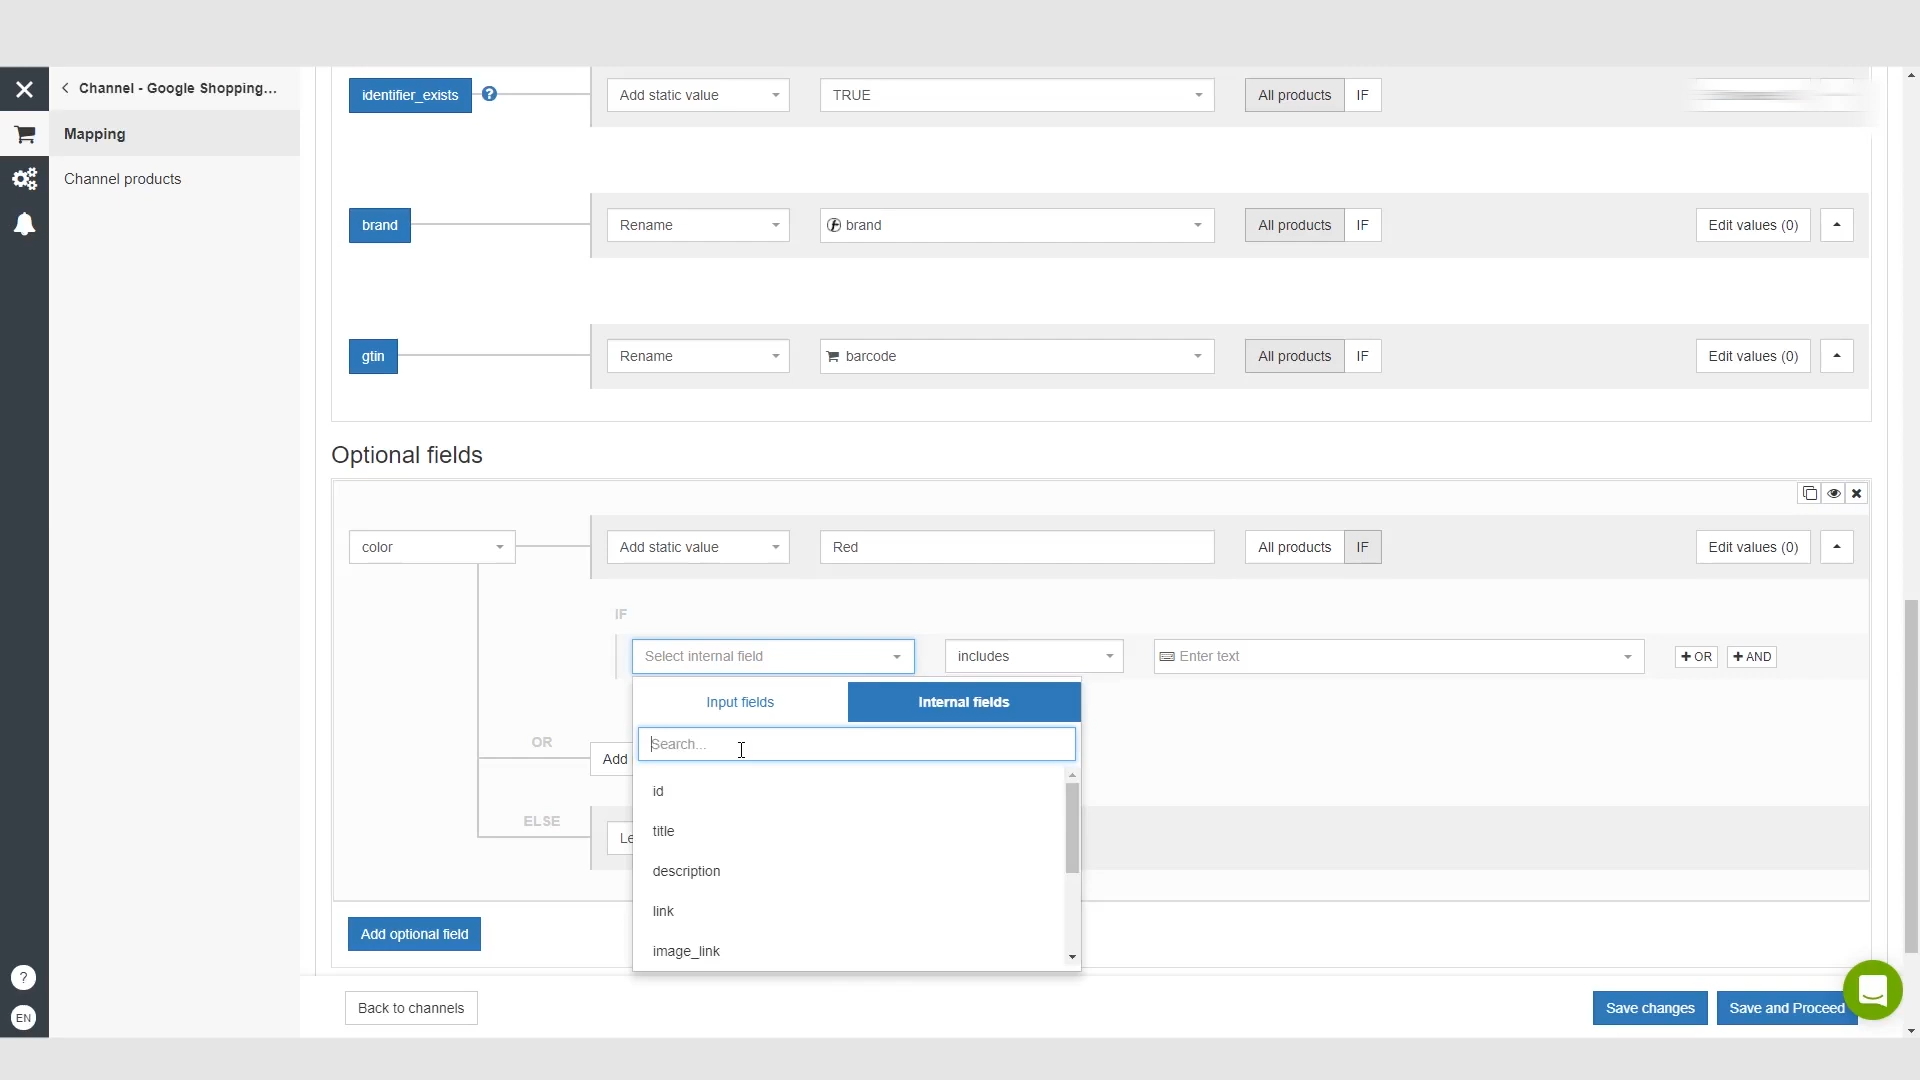 Channel - Google Shopping...
Mapping
Channel products
identifier_exists ? Add static value TRUE All products IF
brand Rename brand All products IF Edit values (0)
gtin Rename barcode All products IF Edit values (0)
Optional fields
color Add static value Red All products IF Edit values (0)
IF
Select internal field includes Enter text + OR + AND
Input fields Internal fields
OR Add
Search...
id
ELSE Le
title
description
link
image_link
Add optional field
?
EN
Back to channels Save changes Save and Proceed